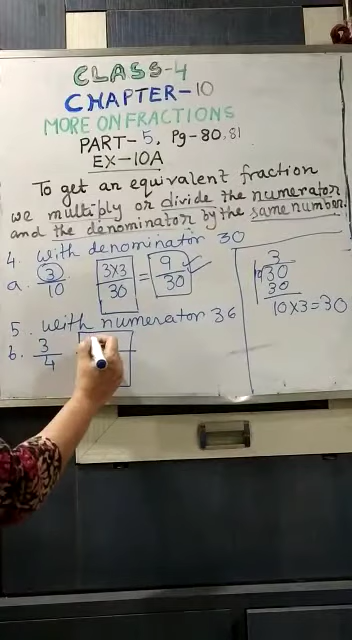 CLASS-4
CHAPTER-10
MORE ON FRACTIONS
PART-5, Pg-80,81
EX-10A
To get an equivalent fraction
we multiply or divide the numerator
and the denominator by the same number.
4. with denominator 30
a. 3/10 3×3/30 = 9/30 ✓
3
10 30
30
10×3=30
5. with numerator 36
b. 3/4